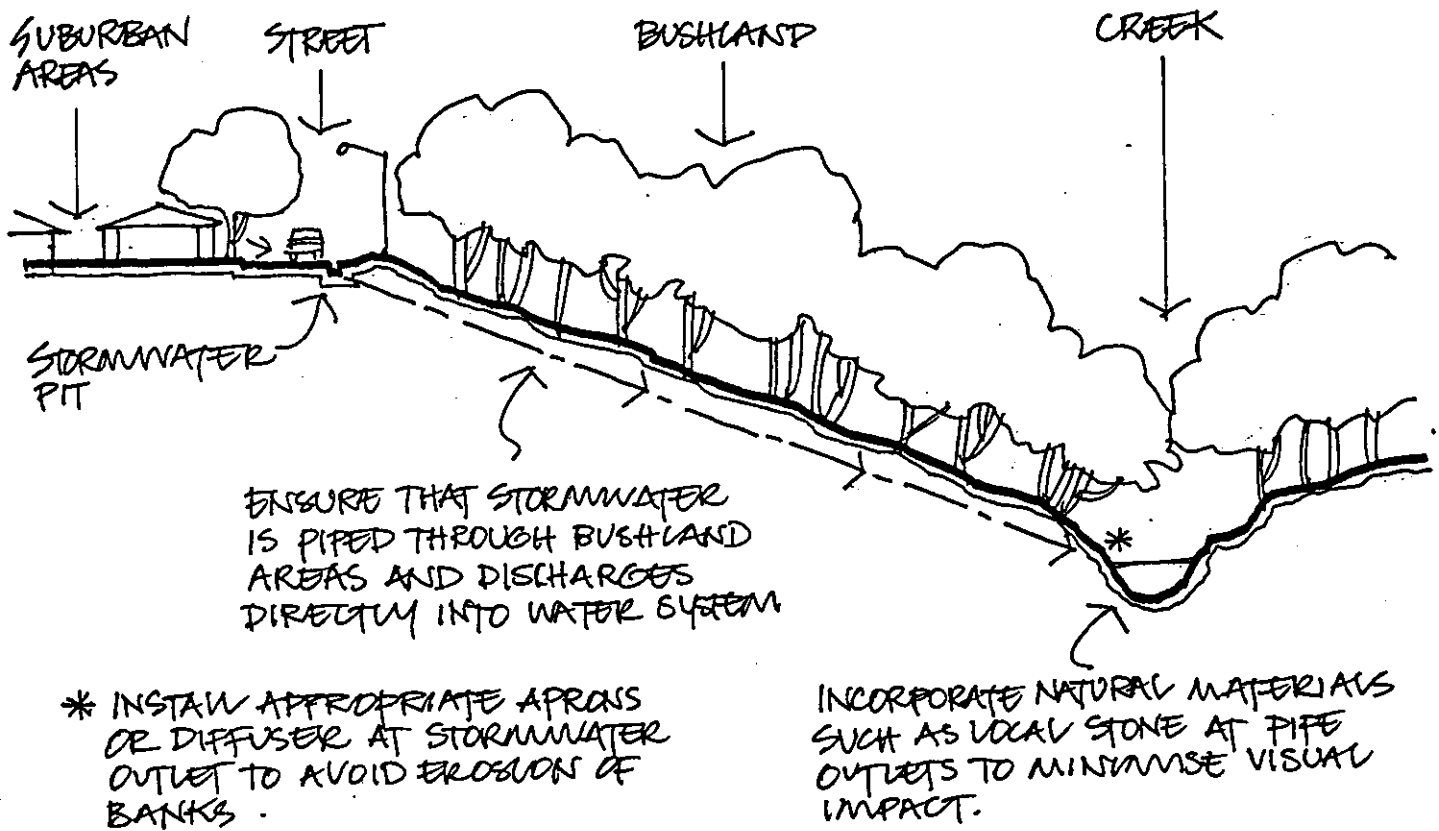 SUBURBAN
AREAS
STREET
BUSHLAND
CREEK
STORMWATER
PIT
ENSURE THAT STORMWATER
IS PIPED THROUGH BUSHLAND
AREAS AND DISCHARGES
DIRECTLY INTO WATER SYSTEM
* INSTALL APPROPRIATE APRONS
OR DIFFUSER AT STORMWATER
OUTLET TO AVOID EROSION OF
BANKS.
*
INCORPORATE NATURAL MATERIALS
SUCH AS LOCAL STONE AT PIPE
OUTLETS TO MINIMISE VISUAL
IMPACT.